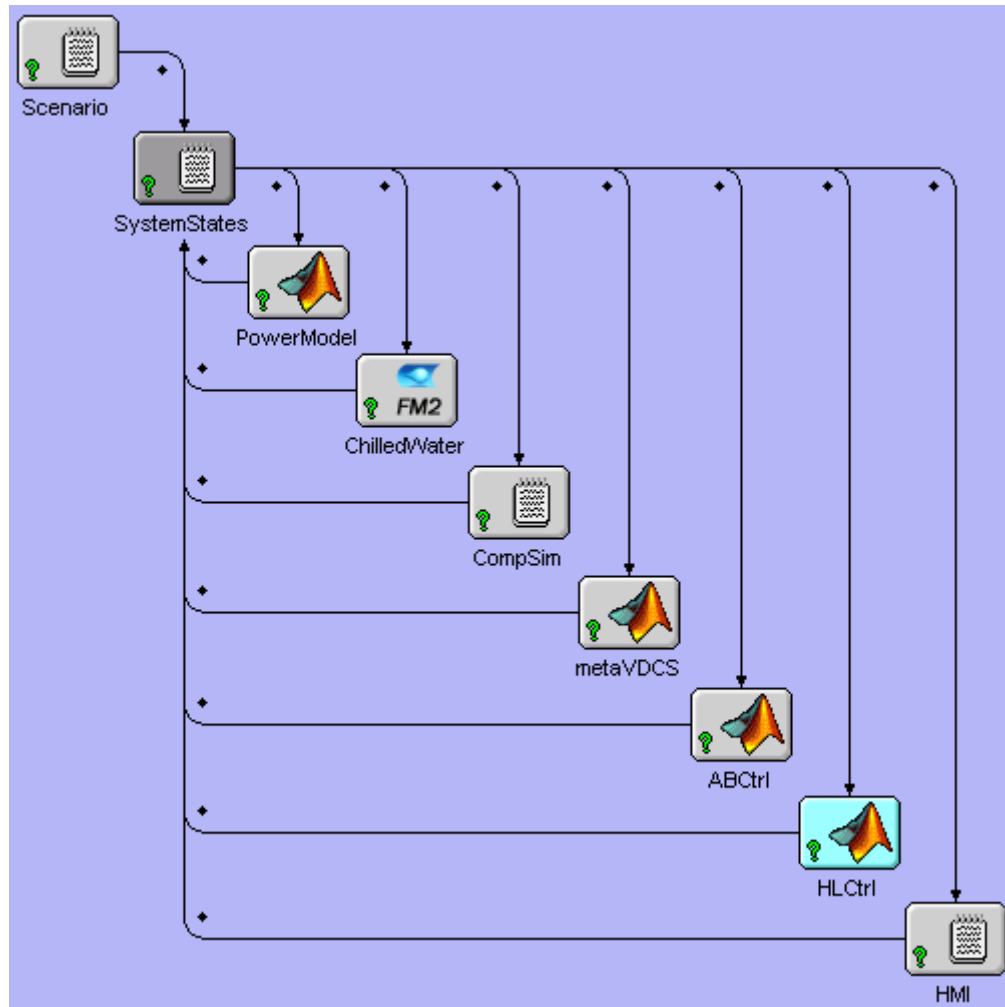 Scenario
SystemStates
PowerModel
FM2
ChilledWater
CompSim
metaVDCS
ABCtrl
HLCtrl
HMI